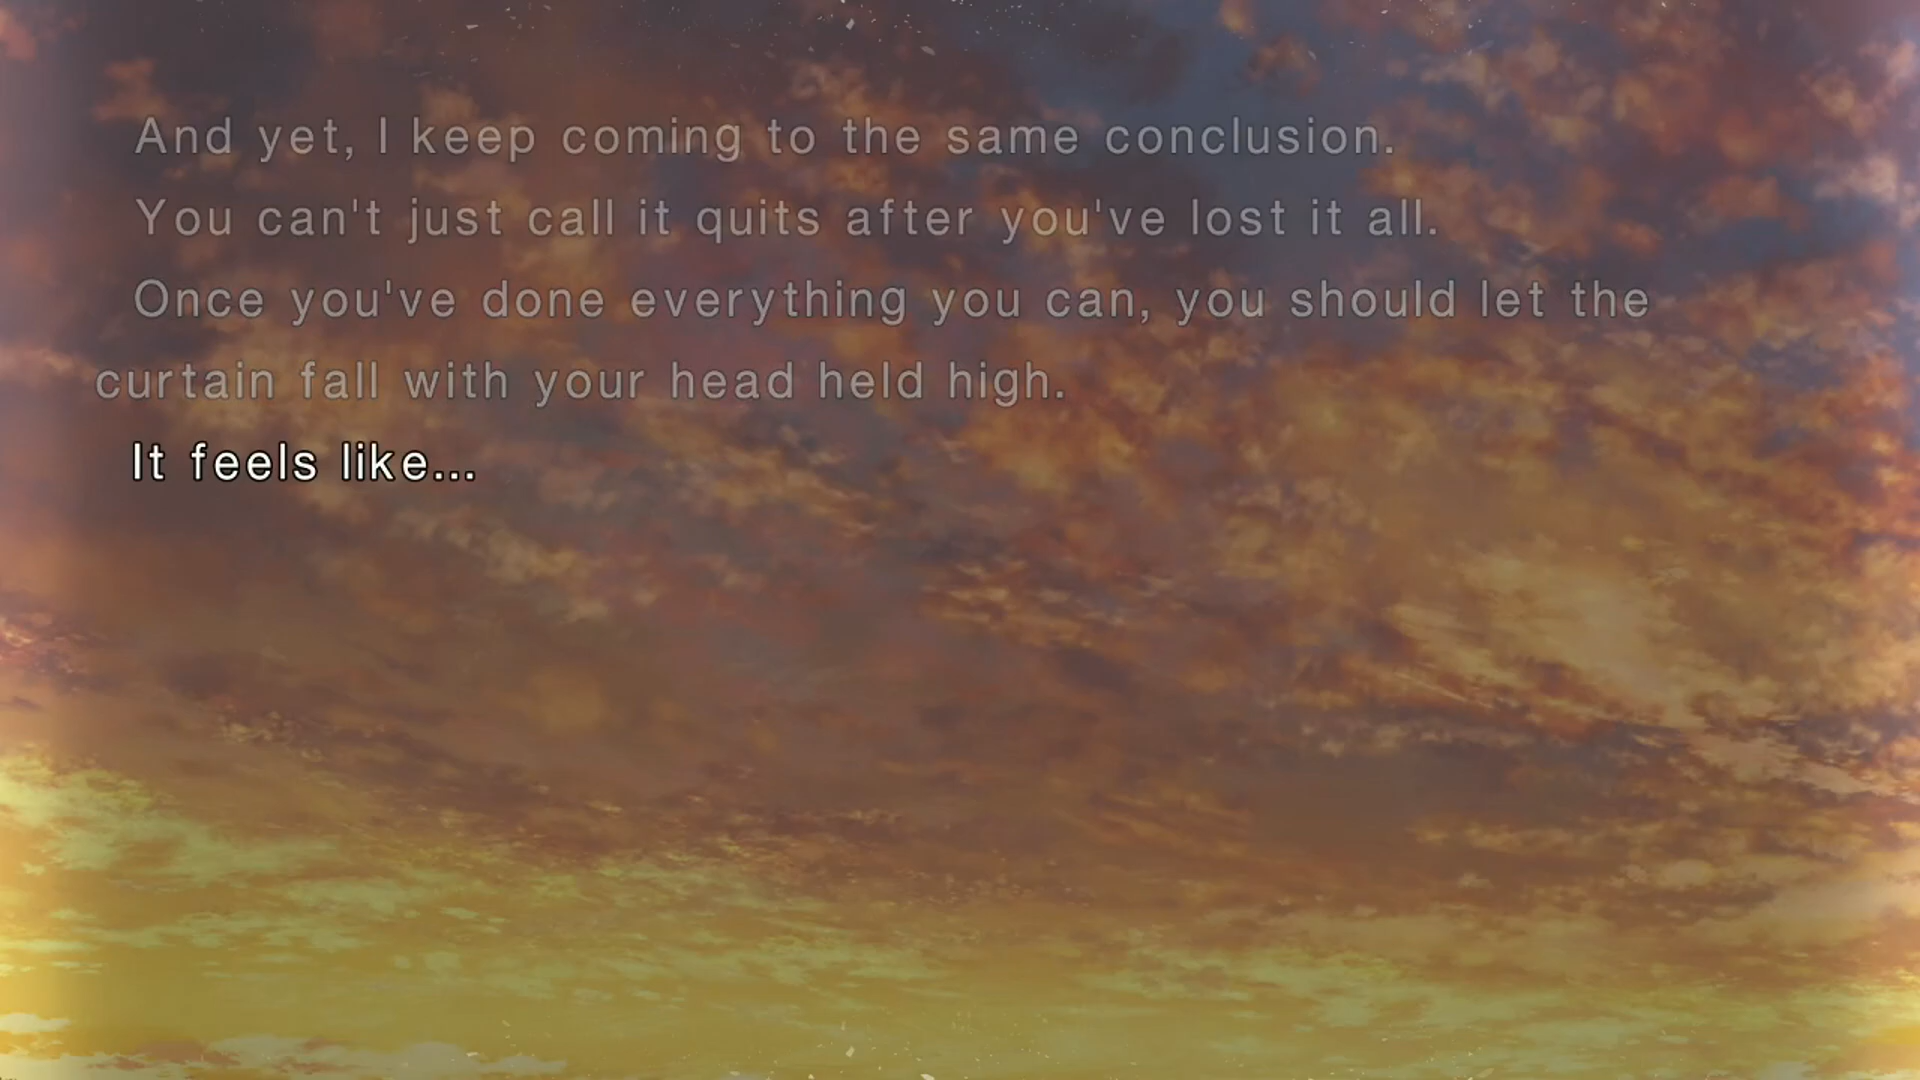 And yet, I keep coming to the same conclusion.
You can't just call it quits after you've lost it all.
Once you've done everything you can, you should let the
curtain fall with your head held high.
It feels like...